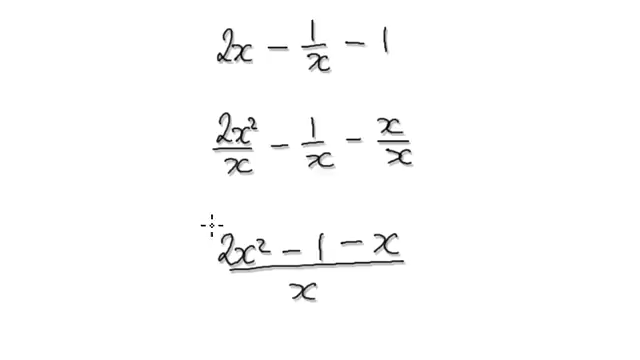 2x - 1/x - 1
2x²/x - 1/x - x/x
(2x² - 1 - x)/x